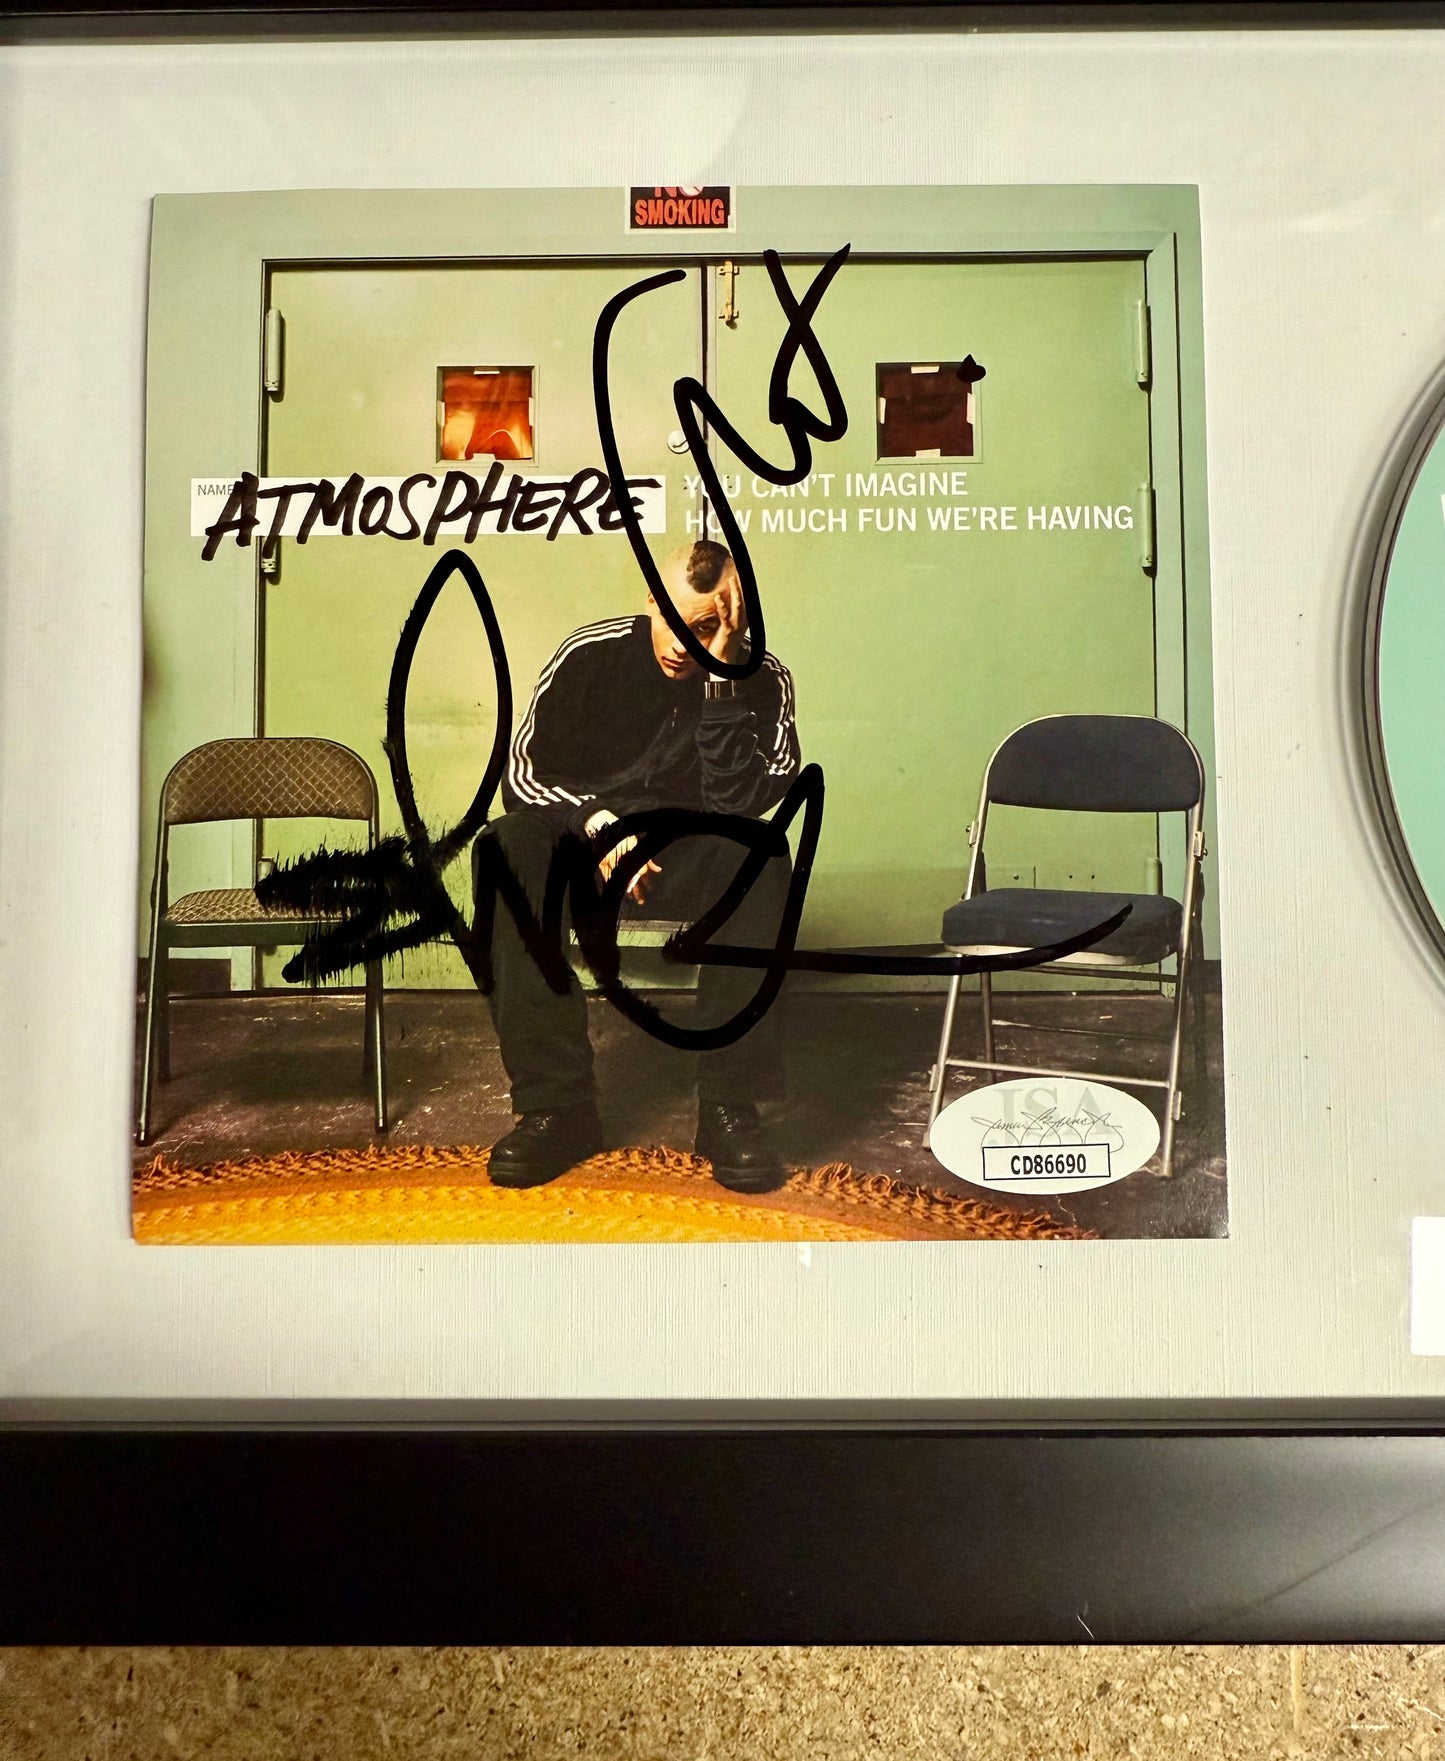 NO
SMOKING
NAME
ATMOSPHERE
YOU CAN'T IMAGINE
HOW MUCH FUN WE'RE HAVING
JSA
CD86690